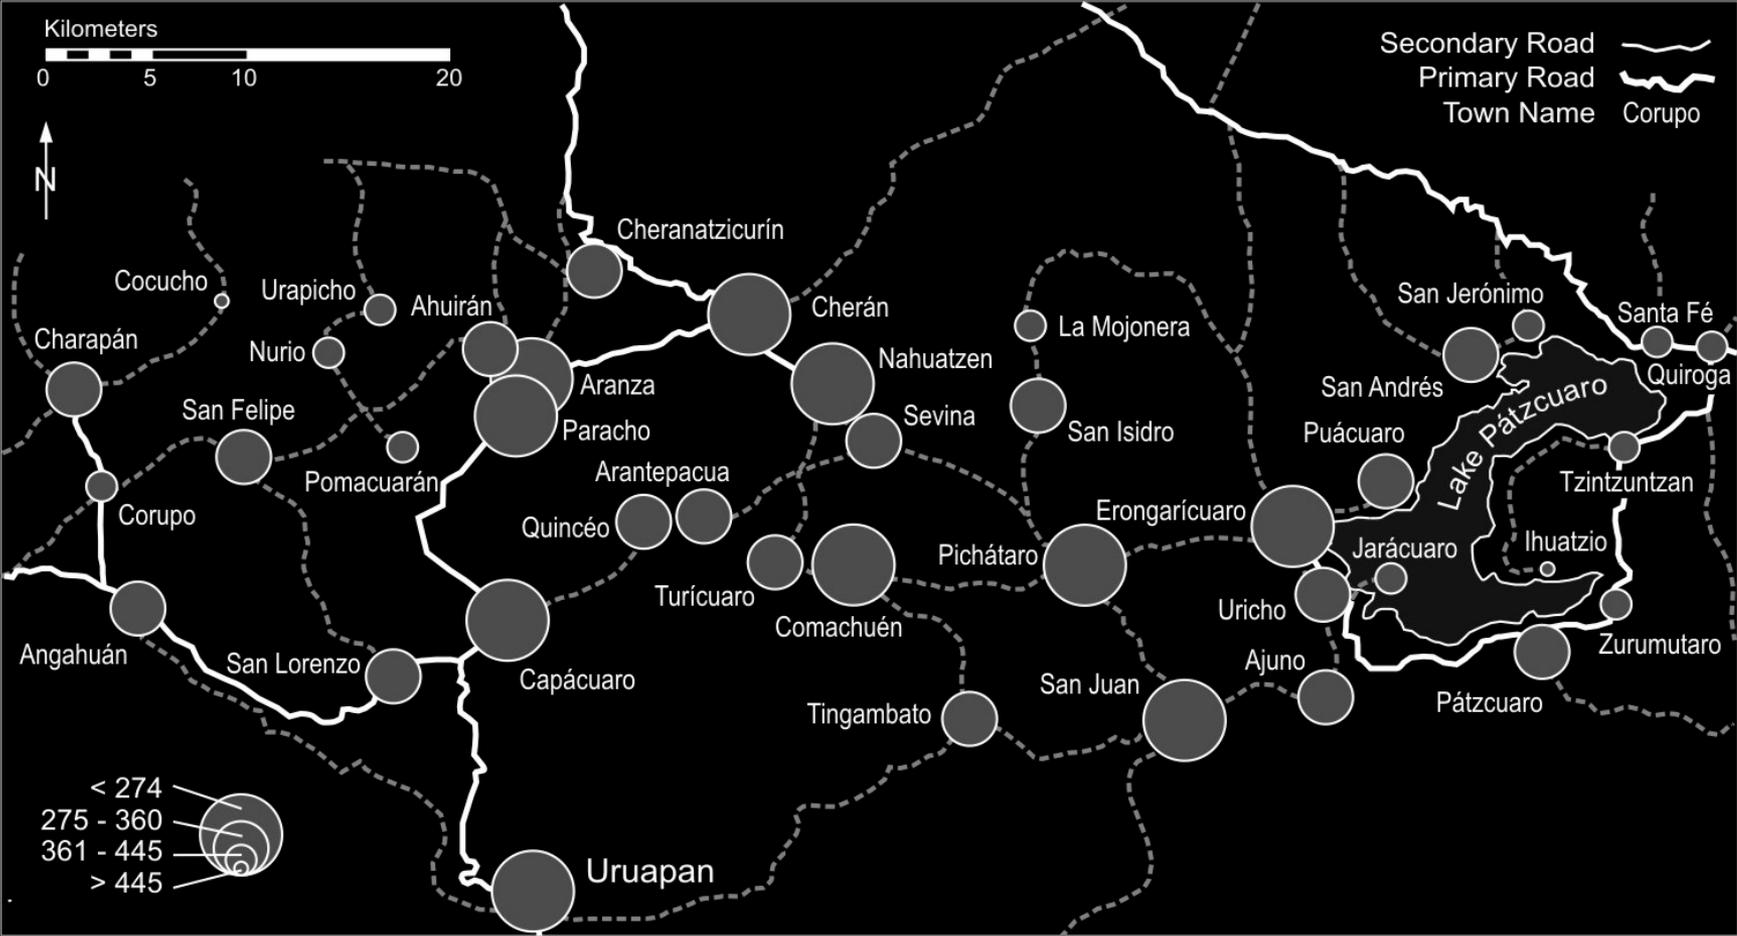 Kilometers
0 5 10 20
N
Secondary Road
Primary Road
Town Name Corupo
Cheranatzicurín
Cocucho
Urapicho
Ahuirán
Cherán
La Mojonera
San Jerónimo
Santa Fé
Charapán
Nurio
Aranza
Nahuatzen
San Andrés
Quiroga
San Felipe
Paracho
Sevina
San Isidro
Puácuaro
Lake Pátzcuaro
Pomacuarán
Arantepacua
Tzintzuntzan
Corupo
Quincéo
Erongarícuaro
Pichátaro
Jarácuaro
Ihuatzio
Turícuaro
Comachuén
Uricho
Angahuán
San Lorenzo
Capácuaro
Ajuno
Zurumutaro
San Juan
Tingambato
Pátzcuaro
< 274
275 - 360
361 - 445
> 445
Uruapan